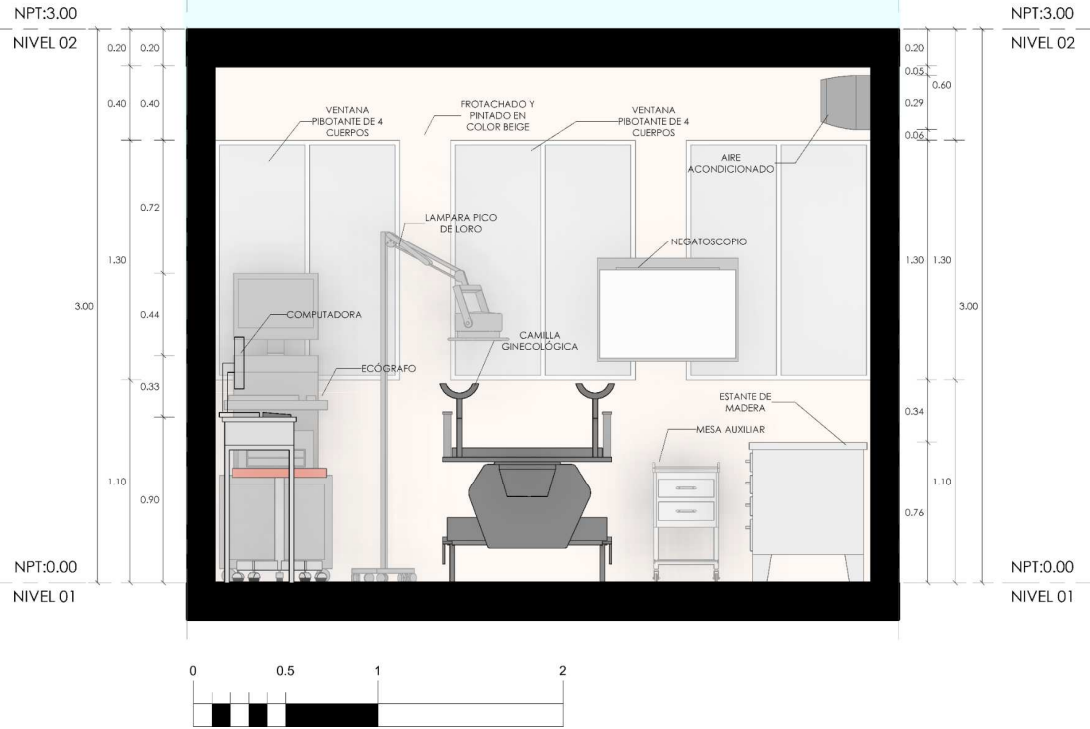 NPT:3.00
NPT:3.00
NIVEL 02
NIVEL 02
0.20
0.20
0.20
0.05
0.60
0.40
0.40
0.29
0.06
VENTANA
PIBOTANTE DE 4
CUERPOS
FROTACHADO Y
PINTADO EN
COLOR BEIGE
VENTANA
PIBOTANTE DE 4
CUERPOS
AIRE
ACONDICIONADO
0.72
LAMPARA PICO
DE LORO
NEGATOSCOPIO
1.30
1.30
1.30
3.00
3.00
0.44
COMPUTADORA
CAMILLA
GINECOLÓGICA
ECÓGRAFO
0.33
ESTANTE DE
MADERA
0.34
MESA AUXILIAR
1.10
1.10
0.90
0.76
NPT:0.00
NPT:0.00
NIVEL 01
NIVEL 01
0
0.5
1
2